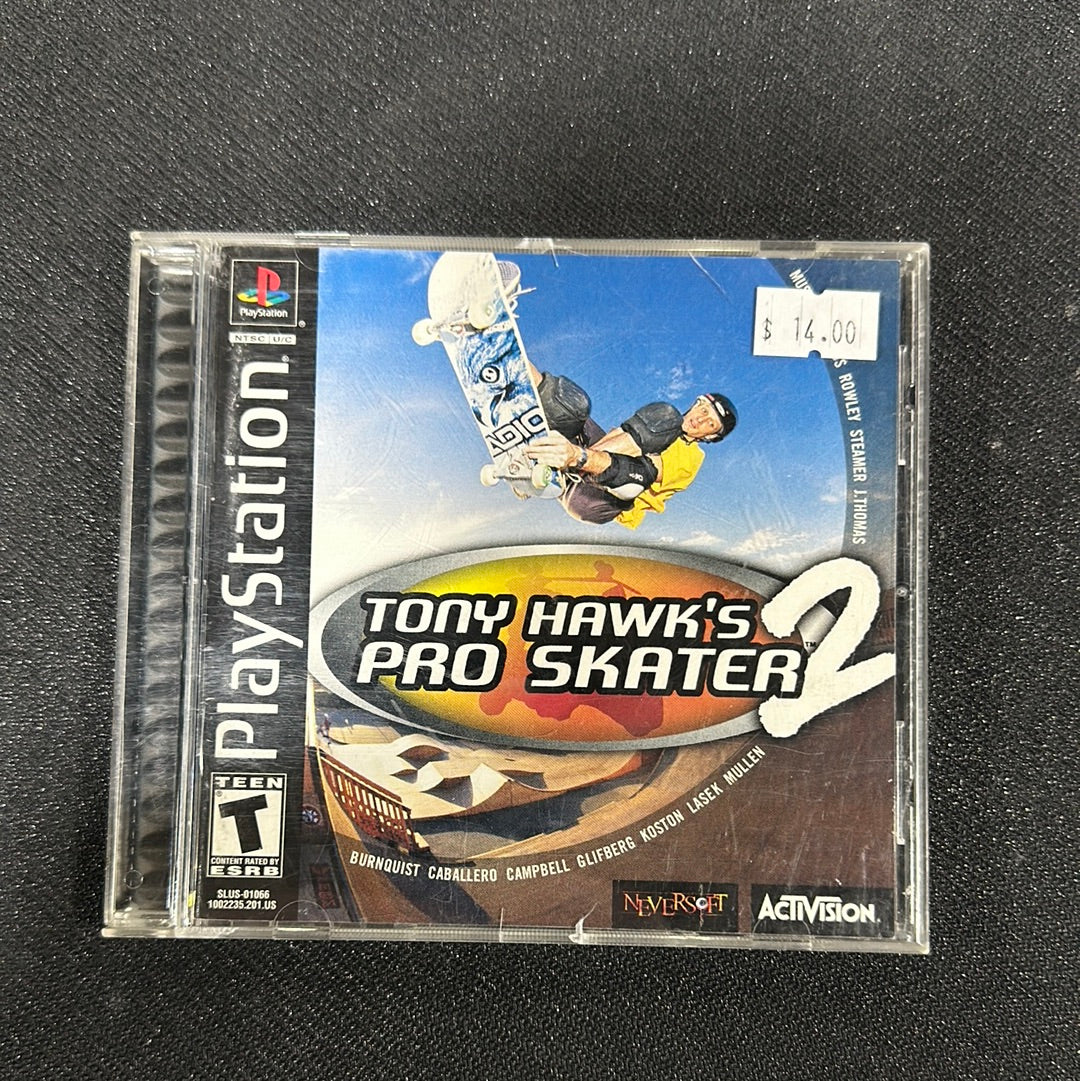 PlayStation
NTSC U/C
PlayStation
$ 14.00
ROWLEY STEAMER J.THOMAS
TONY HAWK'S
PRO SKATER 2
TM
BURNQUIST CABALLERO CAMPBELL GLIFBERG KOSTON LASEK MULLEN
TEEN
T
CONTENT RATED BY
ESRB
SLUS-01066
1002235.201.US
NEVERSOFT
ACTIVISION